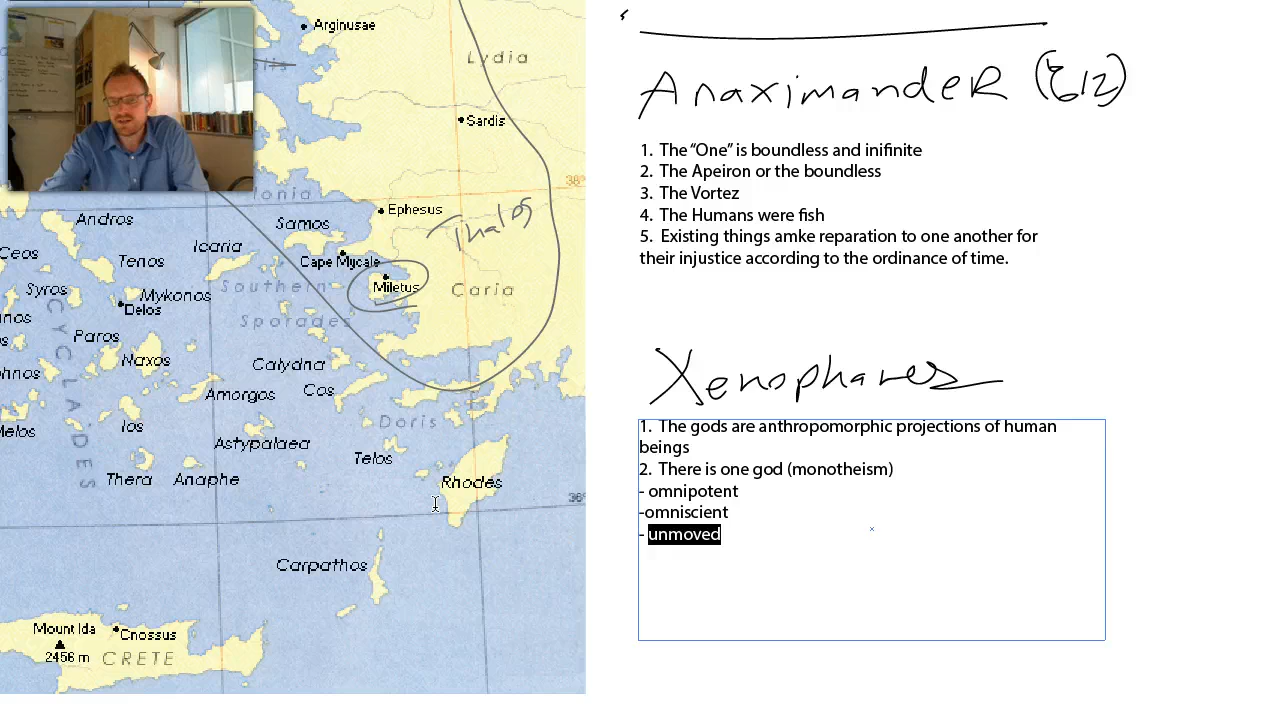 Arginusae
Lydia
Sardis
38°
Ionia
Ephesus
Thales
Andros
Samos
Ceos
Icaria
Tenos
Cape Mycale
Syros
Mykonos
Southern
Miletus
Caria
Delos
Sporades
Paros
CYCLADES
Naxos
Calydna
Amorgos
Cos
Ios
Doris
Melos
Astypalaea
Telos
Thera
Anaphe
Rhodes
36°
Carpathos
Mount Ida
Cnossus
2456 m
CRETE
AnaximandeR (612)
1. The “One” is boundless and inifinite
2. The Apeiron or the boundless
3. The Vortez
4. The Humans were fish
5. Existing things amke reparation to one another for
their injustice according to the ordinance of time.
Xenophanes
1. The gods are anthropomorphic projections of human
beings
2. There is one god (monotheism)
- omnipotent
-omniscient
- unmoved